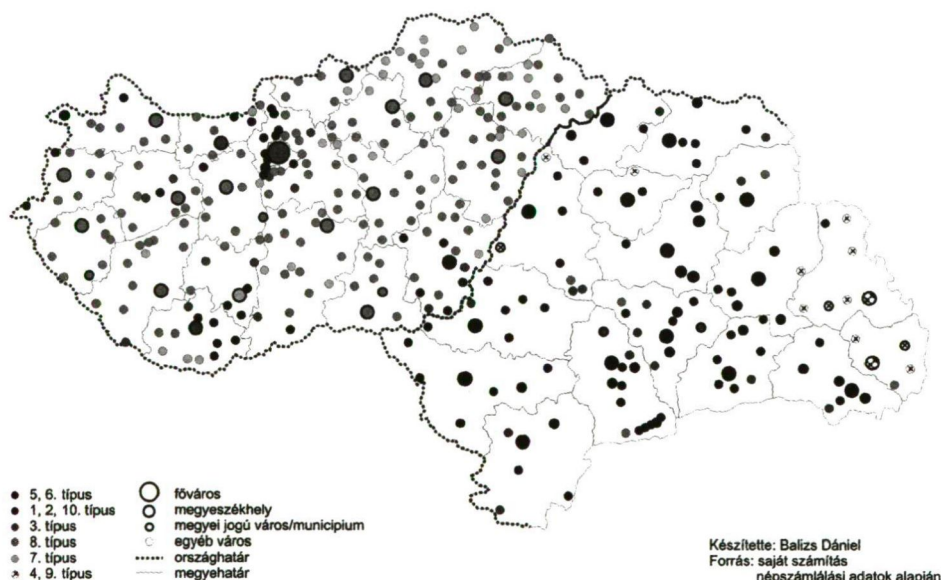 5, 6. típus
1, 2, 10. típus
3. típus
8. típus
7. típus
4, 9. típus
főváros
megyeszékhely
megyei jogú város/municipium
egyéb város
országhatár
megyehatár
Készítette: Balizs Dániel
Forrás: saját számítás
népszámlálási adatok alapján